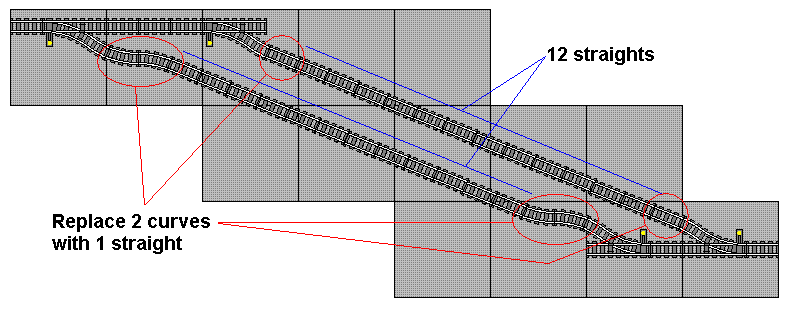 12 straights
Replace 2 curves
with 1 straight